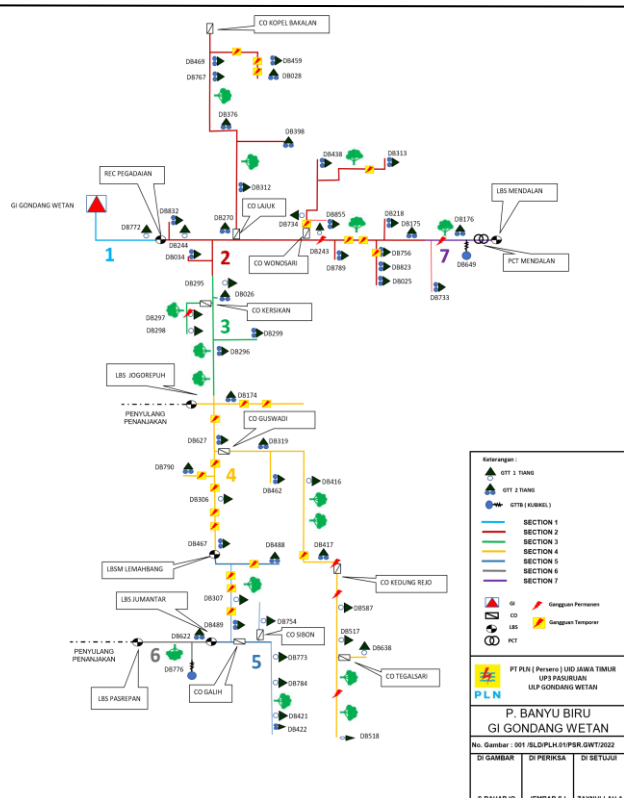 CO KOPEL BAKALAN
DB469
DB459
DB767
DB028
DB376
DB398
DB438
DB313
REC PEGADAIAN
DB312
CO LAJUK
LBS MENDALAN
GI GONDANG WETAN
DB832
DB270
DB855
DB218
DB772
DB734
DB175
DB176
DB244
DB243
1
2
7
DB034
CO WONOSARI
DB789
DB756
DB649
PCT MENDALAN
DB823
DB295
DB025
DB733
DB026
CO KERSIKAN
DB297
3
DB298
DB299
DB296
LBS JOGOREPUH
DB174
PENYULANG
PENANJAKAN
CO GUSWADI
DB627
DB319
DB790
4
DB462
DB416
DB306
DB467
DB488
DB417
LBSM LEMAHBANG
CO KEDUNG REJO
LBS JUMANTAR
DB307
DB587
DB489
DB754
DB517
DB622
CO SIBON
DB638
PENYULANG
PENANJAKAN
6
5
DB773
DB776
CO TEGALSARI
LBS PASREPAN
CO GALIH
DB784
DB421
DB422
DB518
Keterangan :
GTT 1 TIANG
GTT 2 TIANG
GTTB ( KUBIKEL )
SECTION 1
SECTION 2
SECTION 3
SECTION 4
SECTION 5
SECTION 6
SECTION 7
GI
Gangguan Permanen
CO
LBS
Gangguan Temporer
PCT
PLN
PT PLN ( Persero ) UID JAWA TIMUR
UP3 PASURUAN
ULP GONDANG WETAN
P. BANYU BIRU
GI GONDANG WETAN
No. Gambar : 001 /SLD/PLH.01/PSR.GWT/2022
DI GAMBAR
DI PERIKSA
DI SETUJUI